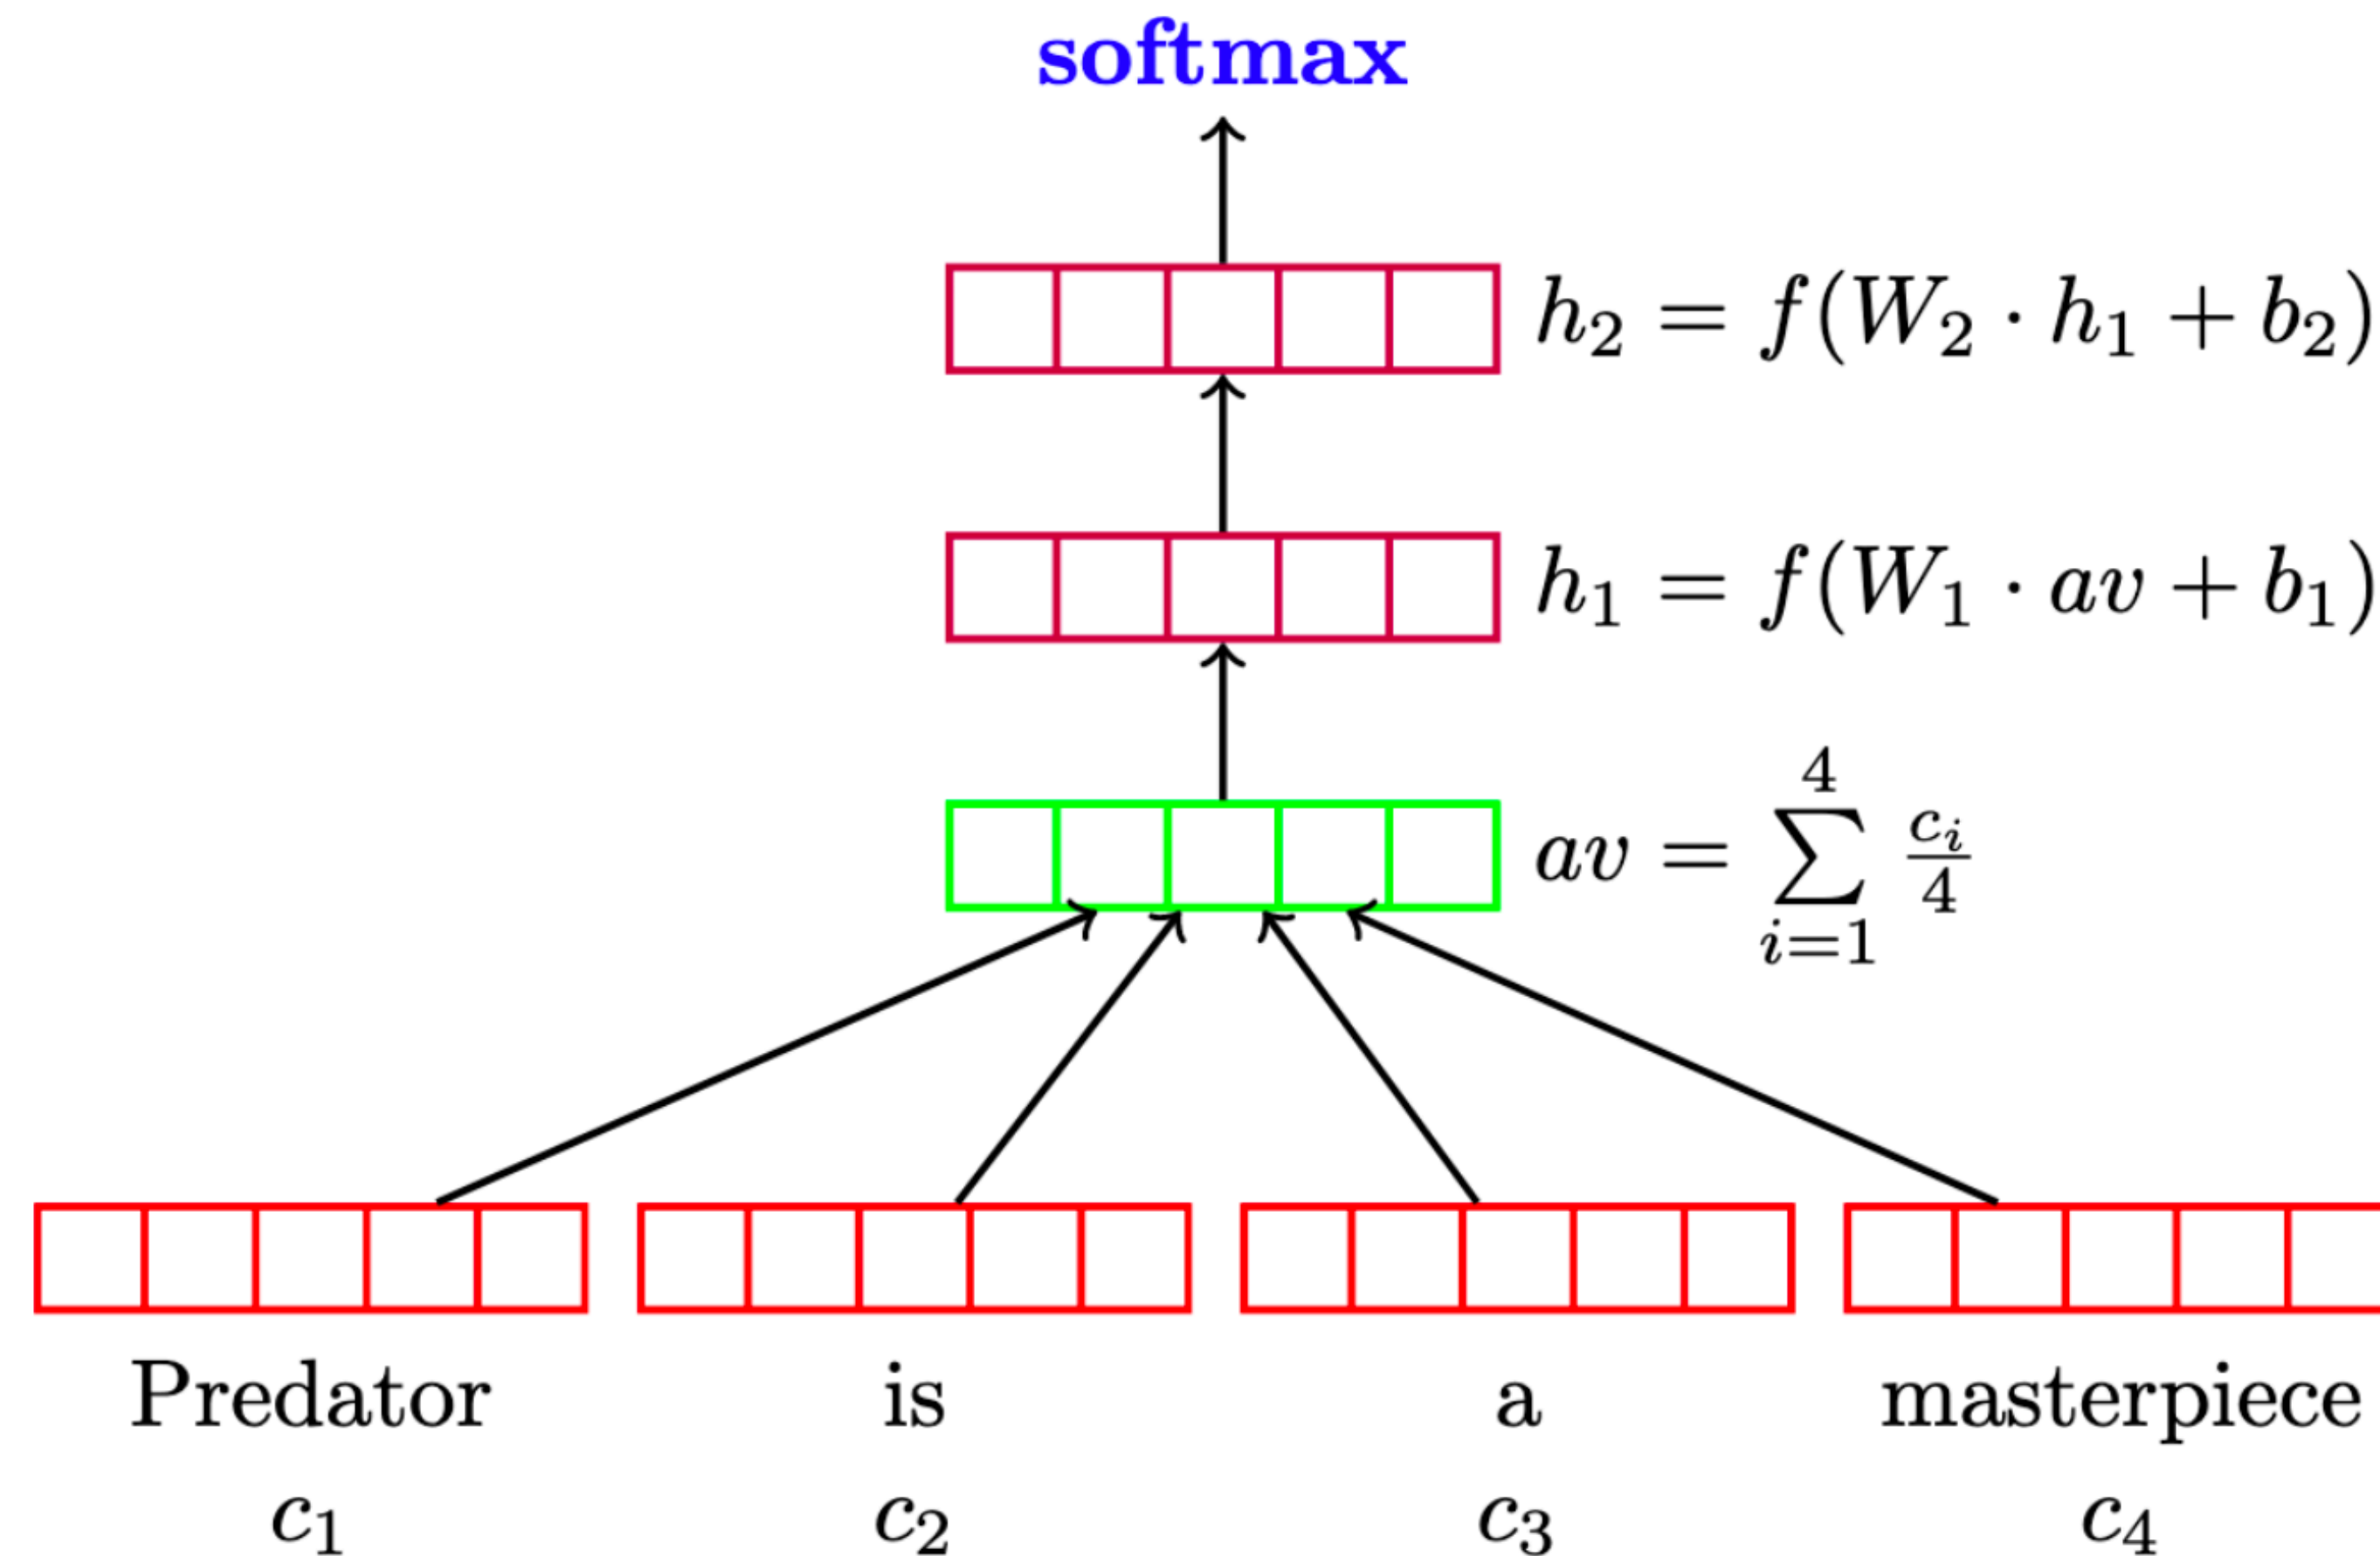 softmax
h₂ = f(W₂ · h₁ + b₂)
h₁ = f(W₁ · av + b₁)
av = ∑_{i=1}^{4} c_i/4
Predator is a masterpiece
c₁ c₂ c₃ c₄